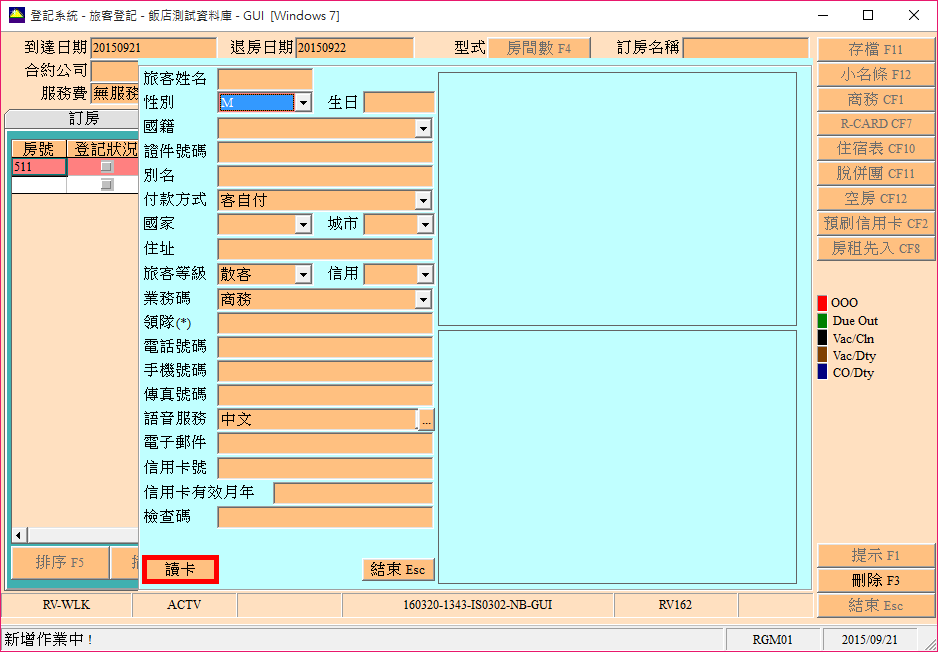 登記系統 - 旅客登記 - 飯店測試資料庫 - GUI [Windows 7]
到達日期 20150921 退房日期 20150922 型式 房間數 F4 訂房名稱
合約公司
服務費 無服務
訂房
房號 登記狀況
511
排序 F5
旅客姓名
性別 M 生日
國籍
證件號碼
別名
付款方式 客自付
國家 城市
住址
旅客等級 散客 信用
業務碼 商務
領隊(*)
電話號碼
手機號碼
傳真號碼
語音服務 中文 ...
電子郵件
信用卡號
信用卡有效月年
檢查碼
讀卡 結束 Esc
存檔 F11
小名條 F12
商務 CF1
R-CARD CF7
住宿表 CF10
脫併團 CF11
空房 CF12
預刷信用卡 CF2
房租先入 CF8
OOO
Due Out
Vac/Cln
Vac/Dty
CO/Dty
提示 F1
刪除 F3
結束 Esc
RV-WLK ACTV 160320-1343-IS0302-NB-GUI RV162
新增作業中 ! RGM01 2015/09/21